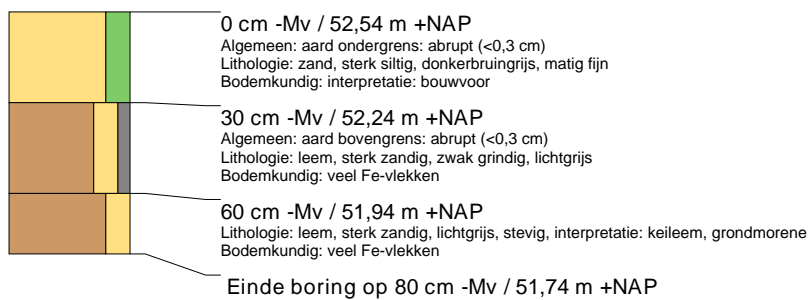 0 cm -Mv / 52,54 m +NAP
Algemeen: aard ondergrens: abrupt (<0,3 cm)
Lithologie: zand, sterk siltig, donkerbruingrijs, matig fijn
Bodemkundig: interpretatie: bouwvoor
30 cm -Mv / 52,24 m +NAP
Algemeen: aard bovengrens: abrupt (<0,3 cm)
Lithologie: leem, sterk zandig, zwak grindig, lichtgrijs
Bodemkundig: veel Fe-vlekken
60 cm -Mv / 51,94 m +NAP
Lithologie: leem, sterk zandig, lichtgrijs, stevig, interpretatie: keileem, grondmorene
Bodemkundig: veel Fe-vlekken
Einde boring op 80 cm -Mv / 51,74 m +NAP